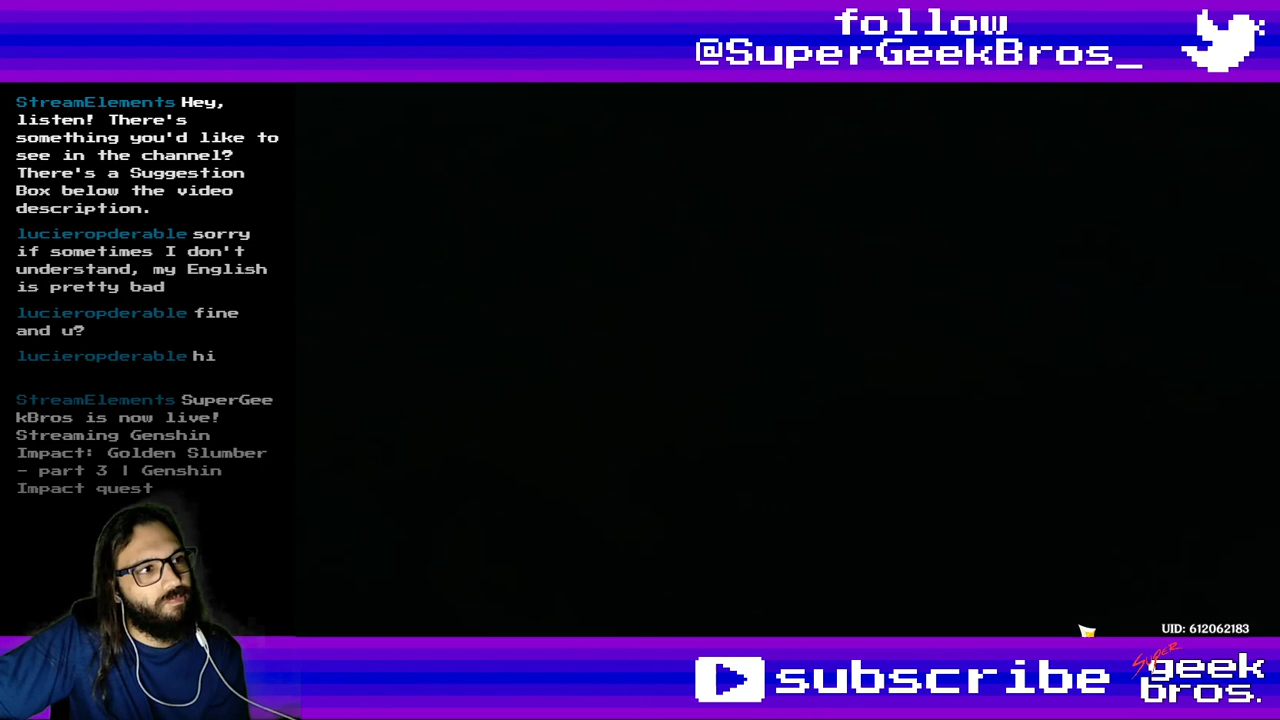 follow
@SuperGeekBros_
StreamElements Hey,
listen! There's
something you'd like to
see in the channel?
There's a Suggestion
Box below the video
description.
lucieropderable sorry
if sometimes I don't
understand, my English
is pretty bad
lucieropderable fine
and u?
lucieropderable hi
StreamElements SuperGee
kBros is now live!
Streaming Genshin
Impact: Golden Slumber
- part 3 | Genshin
Impact quest
UID: 612062183
subscribe
SUPER
geek
bros.